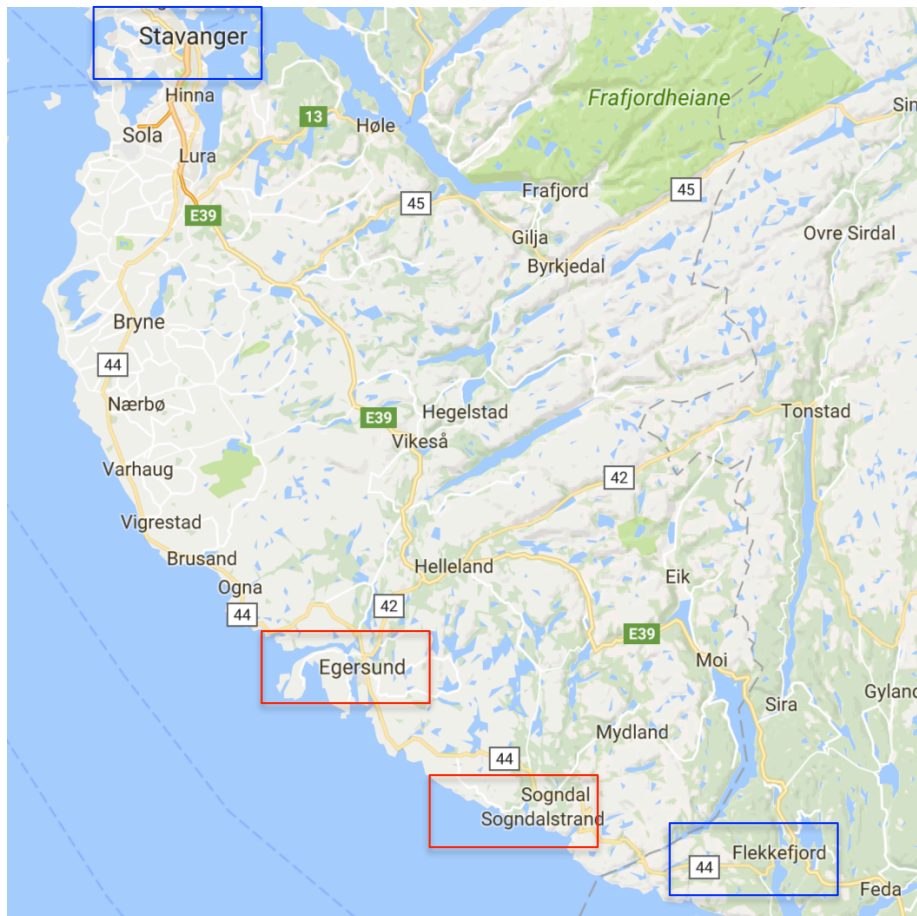 Stavanger
Hinna
Sola
Lura
13
Høle
Frafjordheiane
45
45
Frafjord
E39
Gilja
Byrkjedal
Ovre Sirdal
Bryne
44
Nærbø
E39
Hegelstad
Vikeså
Tonstad
Varhaug
42
Vigrestad
Brusand
Helleland
Ogna
44
42
Eik
E39
Egersund
Moi
Sira
Gyland
Mydland
44
Sogndal
Sogndalstrand
44
Flekkefjord
Feda